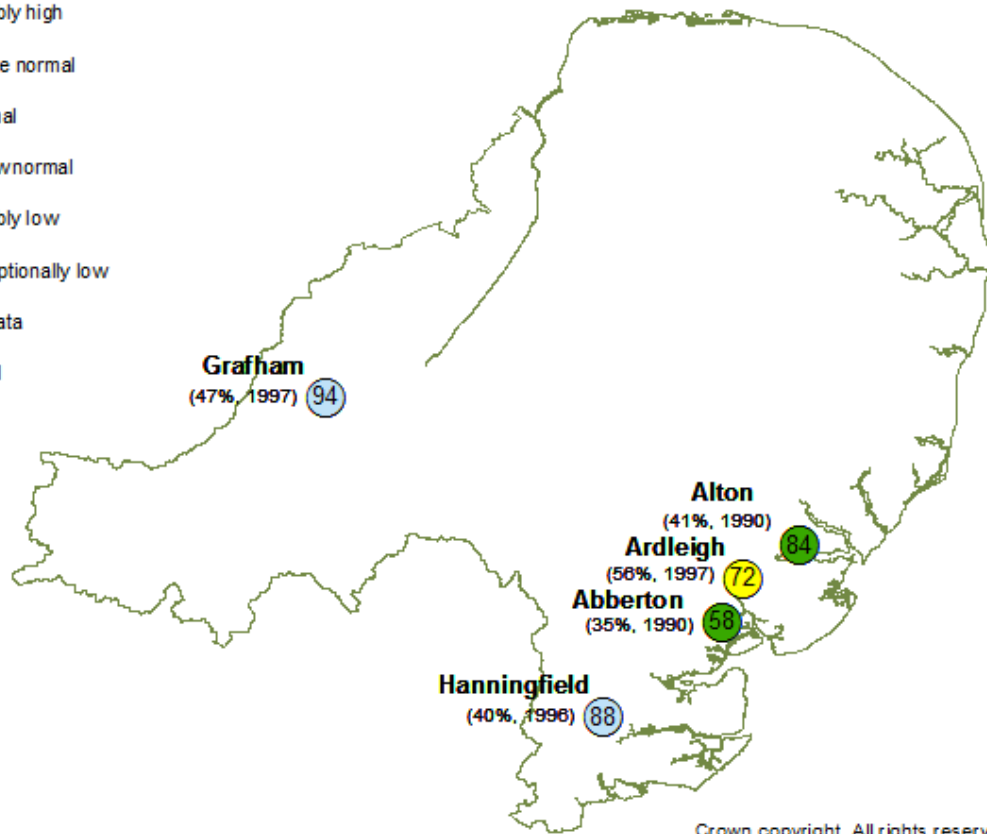 bly high
e normal
al
wnormal
bly low
ptionally low
ata
Grafham
(47%, 1997) 94
Alton
(41%, 1990)
84
Ardleigh
(56%, 1997) 72
Abberton
(35%, 1990) 58
Hanningfield
(40%, 1996) 88
Crown copyright. All rights reserv